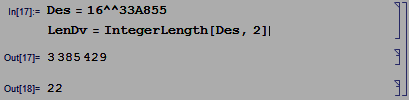 In[17]:= Des = 16^^33A855
LenDv = IntegerLength[Des, 2]
Out[17]= 3 385 429
Out[18]= 22